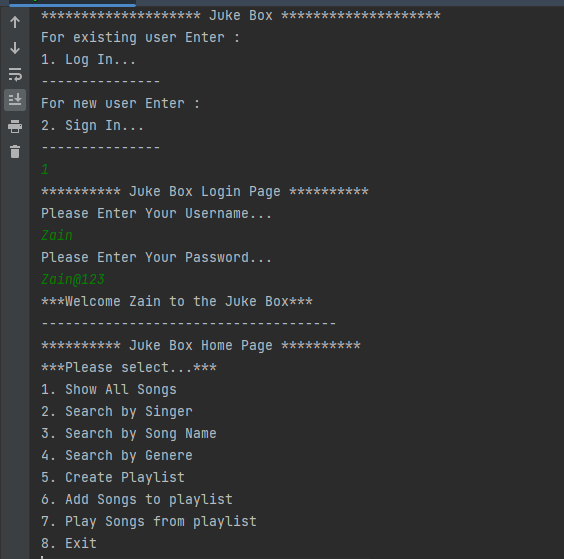 ******************** Juke Box ********************
For existing user Enter :
1. Log In...
---------------
For new user Enter :
2. Sign In...
---------------
1
********** Juke Box Login Page **********
Please Enter Your Username...
Zain
Please Enter Your Password...
Zain@123
***Welcome Zain to the Juke Box***
-------------------------------------
********** Juke Box Home Page **********
***Please select...***
1. Show All Songs
2. Search by Singer
3. Search by Song Name
4. Search by Genere
5. Create Playlist
6. Add Songs to playlist
7. Play Songs from playlist
8. Exit